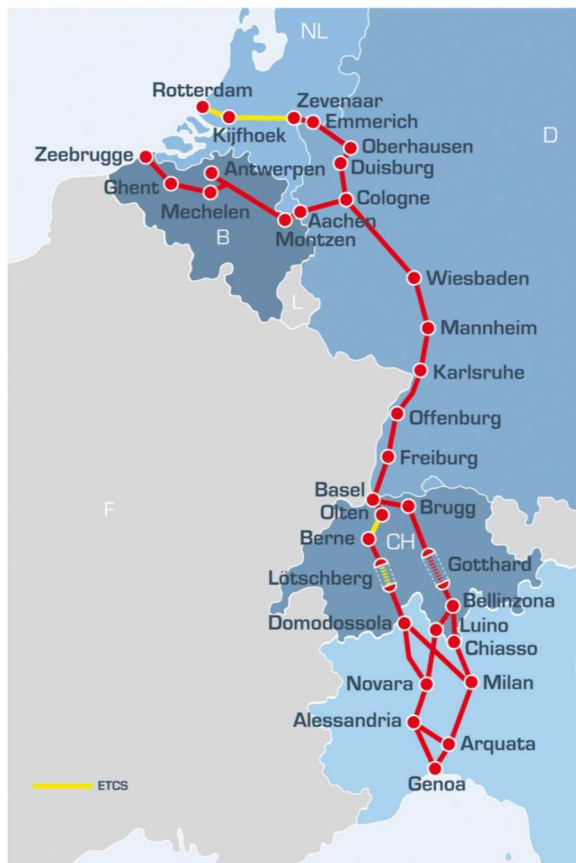 NL
Rotterdam
Zevenaar
D
Emmerich
Kijfhoek
Oberhausen
Zeebrugge
Antwerpen
Duisburg
Ghent
Cologne
Mechelen
Aachen
B
Montzen
Wiesbaden
L
Mannheim
Karlsruhe
Offenburg
Freiburg
Basel
F
Olten
Brugg
Berne
CH
Gotthard
Lötschberg
Bellinzona
Domodossola
Luino
Chiasso
Novara
Milan
Alessandria
Arquata
Genoa
ETCS